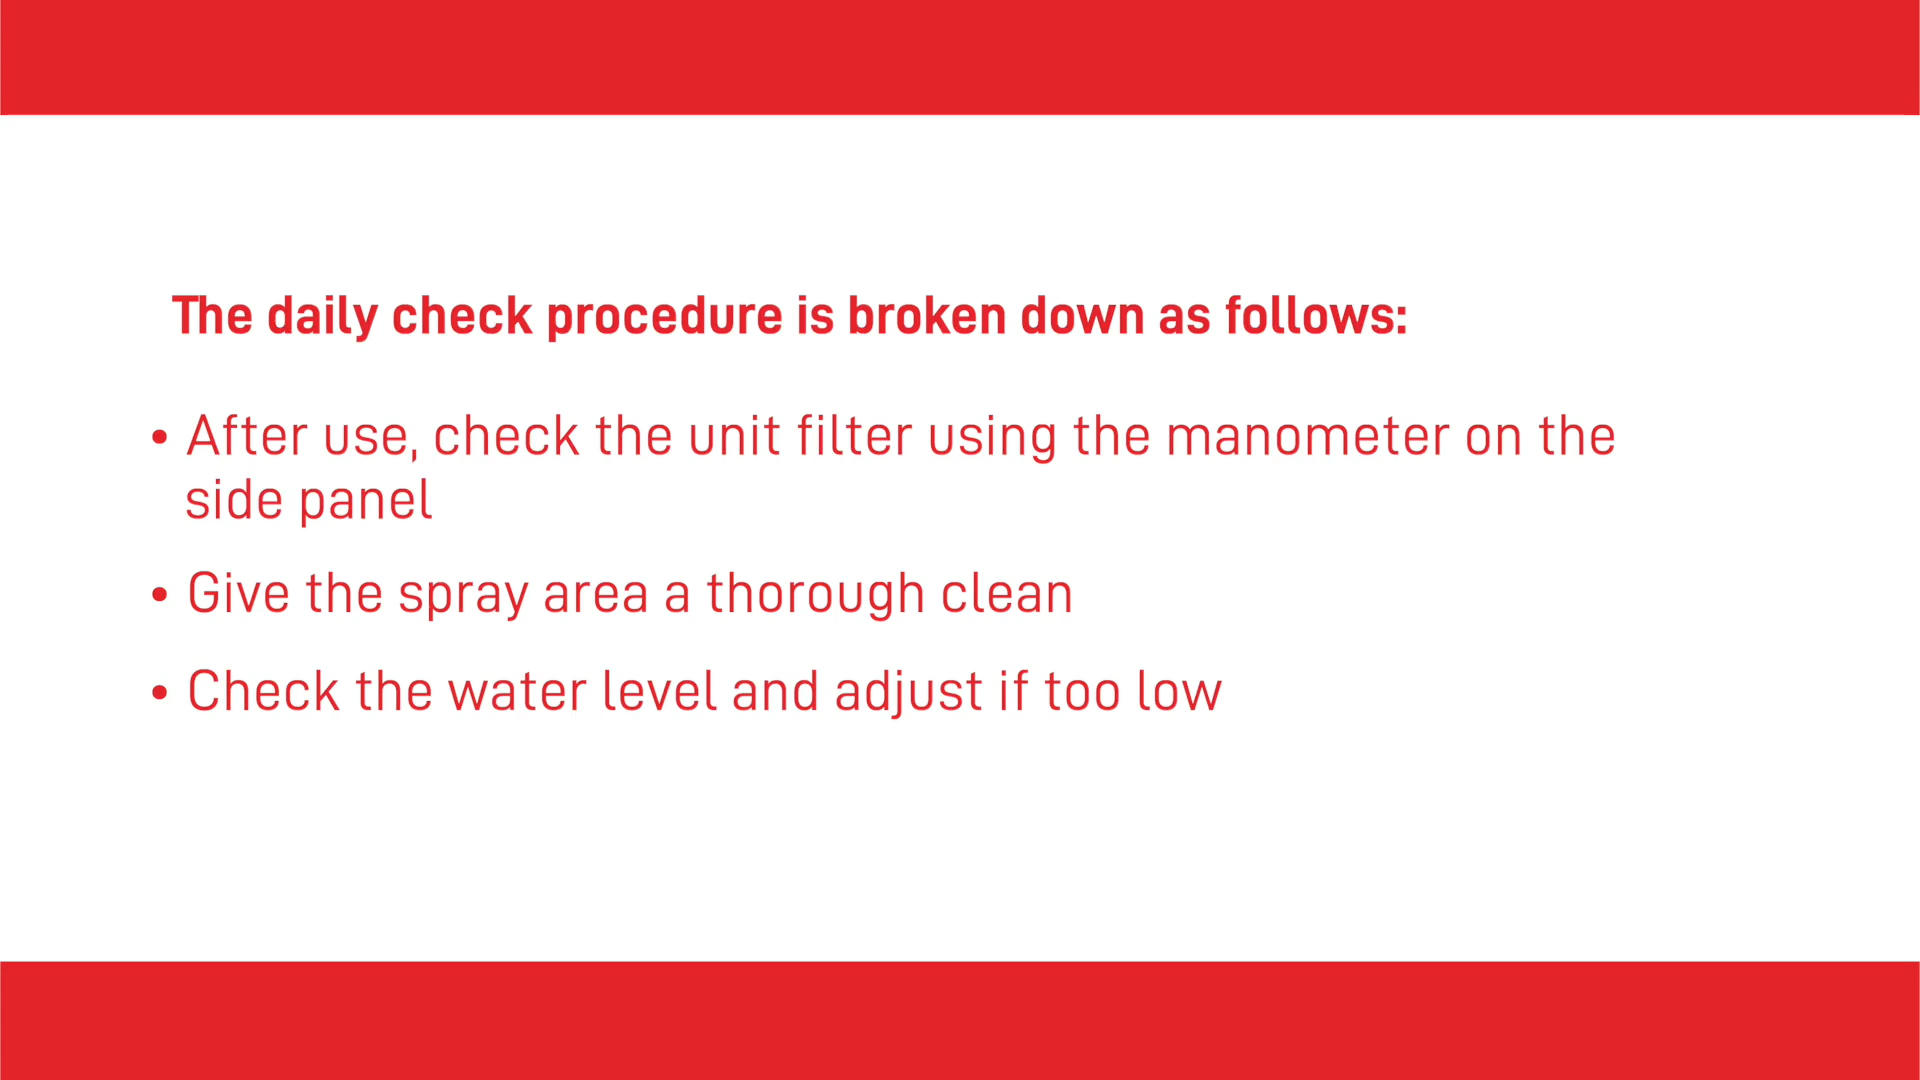 The daily check procedure is broken down as follows:
• After use, check the unit filter using the manometer on the
side panel
• Give the spray area a thorough clean
• Check the water level and adjust if too low